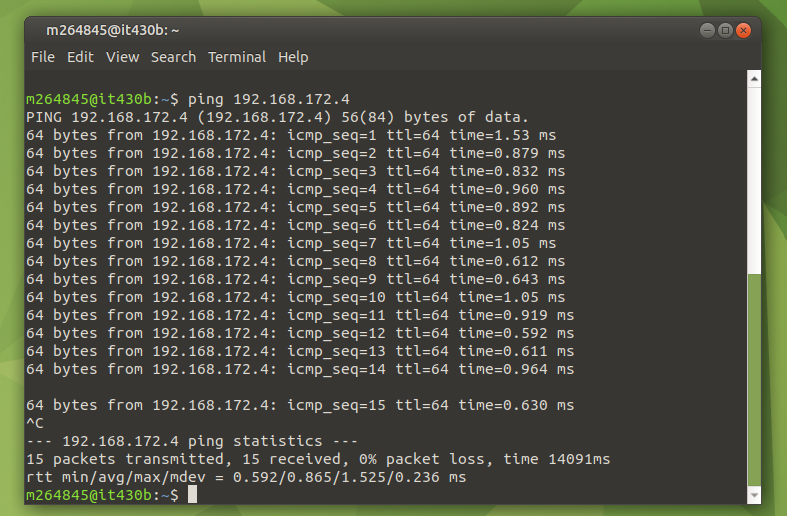 m264845@it430b: ~
File Edit View Search Terminal Help
m264845@it430b:~$ ping 192.168.172.4
PING 192.168.172.4 (192.168.172.4) 56(84) bytes of data.
64 bytes from 192.168.172.4: icmp_seq=1 ttl=64 time=1.53 ms
64 bytes from 192.168.172.4: icmp_seq=2 ttl=64 time=0.879 ms
64 bytes from 192.168.172.4: icmp_seq=3 ttl=64 time=0.832 ms
64 bytes from 192.168.172.4: icmp_seq=4 ttl=64 time=0.960 ms
64 bytes from 192.168.172.4: icmp_seq=5 ttl=64 time=0.892 ms
64 bytes from 192.168.172.4: icmp_seq=6 ttl=64 time=0.824 ms
64 bytes from 192.168.172.4: icmp_seq=7 ttl=64 time=1.05 ms
64 bytes from 192.168.172.4: icmp_seq=8 ttl=64 time=0.612 ms
64 bytes from 192.168.172.4: icmp_seq=9 ttl=64 time=0.643 ms
64 bytes from 192.168.172.4: icmp_seq=10 ttl=64 time=1.05 ms
64 bytes from 192.168.172.4: icmp_seq=11 ttl=64 time=0.919 ms
64 bytes from 192.168.172.4: icmp_seq=12 ttl=64 time=0.592 ms
64 bytes from 192.168.172.4: icmp_seq=13 ttl=64 time=0.611 ms
64 bytes from 192.168.172.4: icmp_seq=14 ttl=64 time=0.964 ms
64 bytes from 192.168.172.4: icmp_seq=15 ttl=64 time=0.630 ms
^C
--- 192.168.172.4 ping statistics ---
15 packets transmitted, 15 received, 0% packet loss, time 14091ms
rtt min/avg/max/mdev = 0.592/0.865/1.525/0.236 ms
m264845@it430b:~$